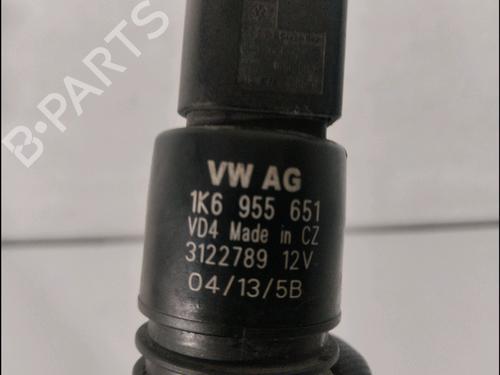 B-PARTS
VW AG
1K6 955 651
VD4 Made in CZ
3122789 12V
04/13/5B